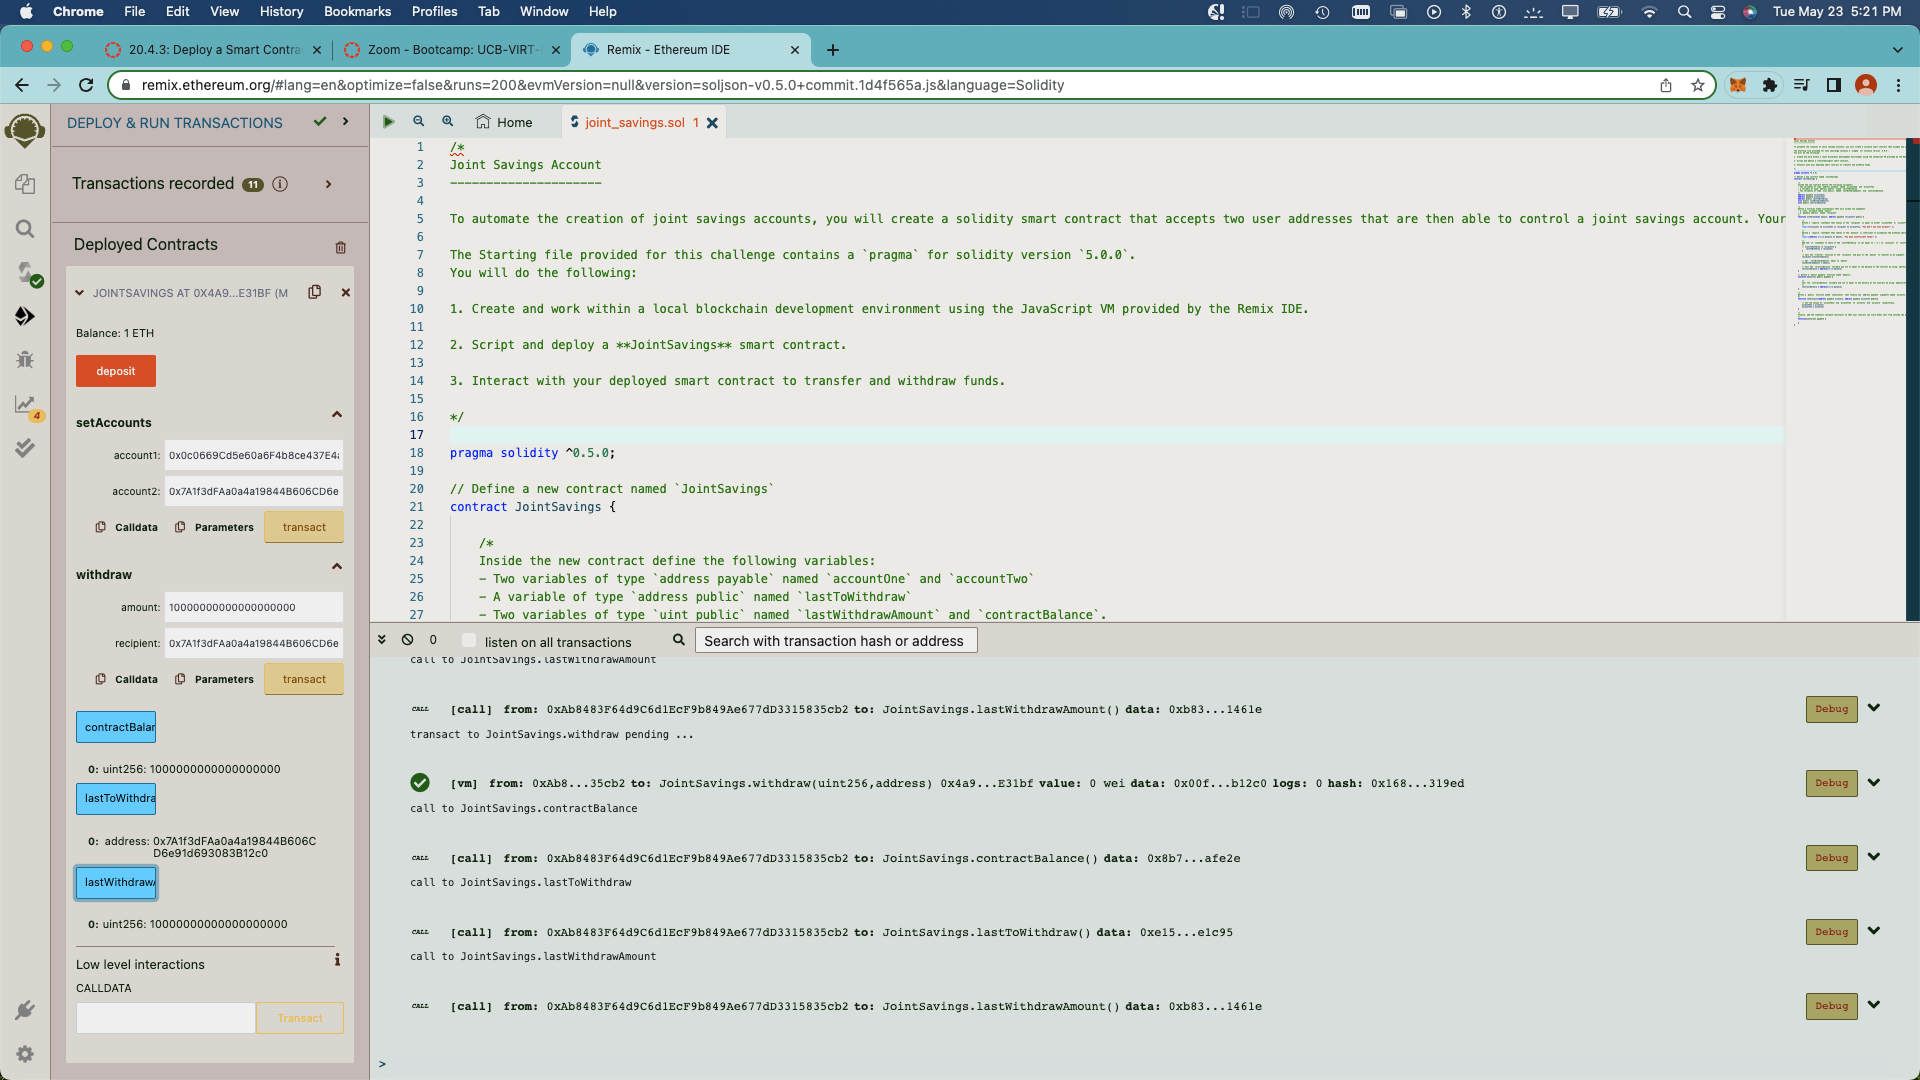 Chrome File Edit View History Bookmarks Profiles Tab Window Help Tue May 23 5:21 PM
20.4.3: Deploy a Smart Contra
Zoom - Bootcamp: UCB-VIRT-
Remix - Ethereum IDE
remix.ethereum.org/#lang=en&optimize=false&runs=200&evmVersion=null&version=soljson-v0.5.0+commit.1d4f565a.js&language=Solidity
DEPLOY & RUN TRANSACTIONS
Transactions recorded 11
Deployed Contracts
JOINTSAVINGS AT 0X4A9...E31BF (M
Balance: 1 ETH
deposit
setAccounts
account1: 0x0c0669Cd5e60a6F4b8ce437E4
account2: 0x7A1f3dFAa0a4a19844B606CD6e
Calldata Parameters transact
withdraw
amount: 10000000000000000000
recipient: 0x7A1f3dFAa0a4a19844B606CD6e
Calldata Parameters transact
contractBalan
0: uint256: 1000000000000000000
lastToWithdra
0: address: 0x7A1f3dFAa0a4a19844B606C
D6e91d693083B12c0
lastWithdrawA
0: uint256: 10000000000000000000
Low level interactions
CALLDATA
Transact
4
Home
joint_savings.sol 1
1 /*
2 Joint Savings Account
3 ---------------------
4
5 To automate the creation of joint savings accounts, you will create a solidity smart contract that accepts two user addresses that are then able to control a joint savings account. Your
6
7 The Starting file provided for this challenge contains a `pragma` for solidity version `5.0.0`.
8 You will do the following:
9
10 1. Create and work within a local blockchain development environment using the JavaScript VM provided by the Remix IDE.
11
12 2. Script and deploy a **JointSavings** smart contract.
13
14 3. Interact with your deployed smart contract to transfer and withdraw funds.
15
16 */
17
18 pragma solidity ^0.5.0;
19
20 // Define a new contract named `JointSavings`
21 contract JointSavings {
22
23 /*
24 Inside the new contract define the following variables:
25 - Two variables of type `address payable` named `accountOne` and `accountTwo`
26 - A variable of type `address public` named `lastToWithdraw`
27 - Two variables of type `uint public` named `lastWithdrawAmount` and `contractBalance`.
0 listen on all transactions Search with transaction hash or address
call to JointSavings.lastWithdrawAmount
CALL [call] from: 0xAb8483F64d9C6d1EcF9b849Ae677dD3315835cb2 to: JointSavings.lastWithdrawAmount() data: 0xb83...1461e Debug
transact to JointSavings.withdraw pending ...
[vm] from: 0xAb8...35cb2 to: JointSavings.withdraw(uint256,address) 0x4a9...E31bf value: 0 wei data: 0x00f...b12c0 logs: 0 hash: 0x168...319ed Debug
call to JointSavings.contractBalance
CALL [call] from: 0xAb8483F64d9C6d1EcF9b849Ae677dD3315835cb2 to: JointSavings.contractBalance() data: 0x8b7...afe2e Debug
call to JointSavings.lastToWithdraw
CALL [call] from: 0xAb8483F64d9C6d1EcF9b849Ae677dD3315835cb2 to: JointSavings.lastToWithdraw() data: 0xe15...e1c95 Debug
call to JointSavings.lastWithdrawAmount
CALL [call] from: 0xAb8483F64d9C6d1EcF9b849Ae677dD3315835cb2 to: JointSavings.lastWithdrawAmount() data: 0xb83...1461e Debug
>